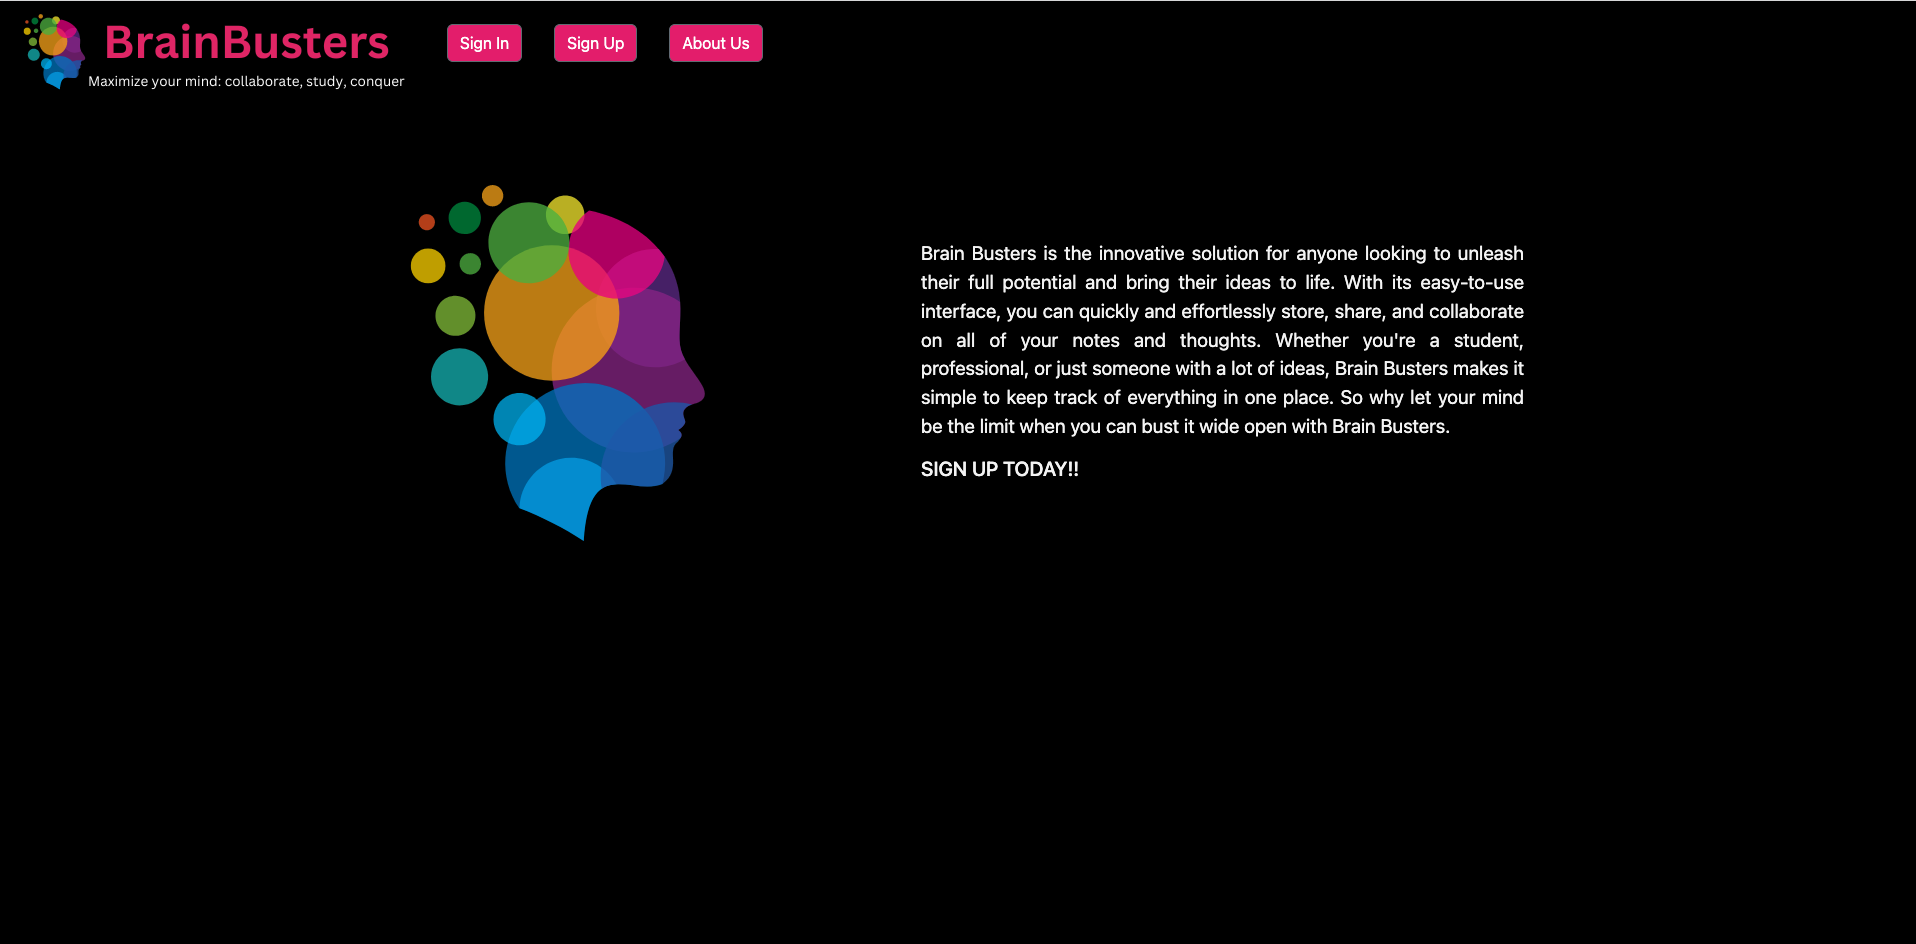 BrainBusters
Maximize your mind: collaborate, study, conquer
Sign In
Sign Up
About Us
Brain Busters is the innovative solution for anyone looking to unleash
their full potential and bring their ideas to life. With its easy-to-use
interface, you can quickly and effortlessly store, share, and collaborate
on all of your notes and thoughts. Whether you're a student,
professional, or just someone with a lot of ideas, Brain Busters makes it
simple to keep track of everything in one place. So why let your mind
be the limit when you can bust it wide open with Brain Busters.
SIGN UP TODAY!!